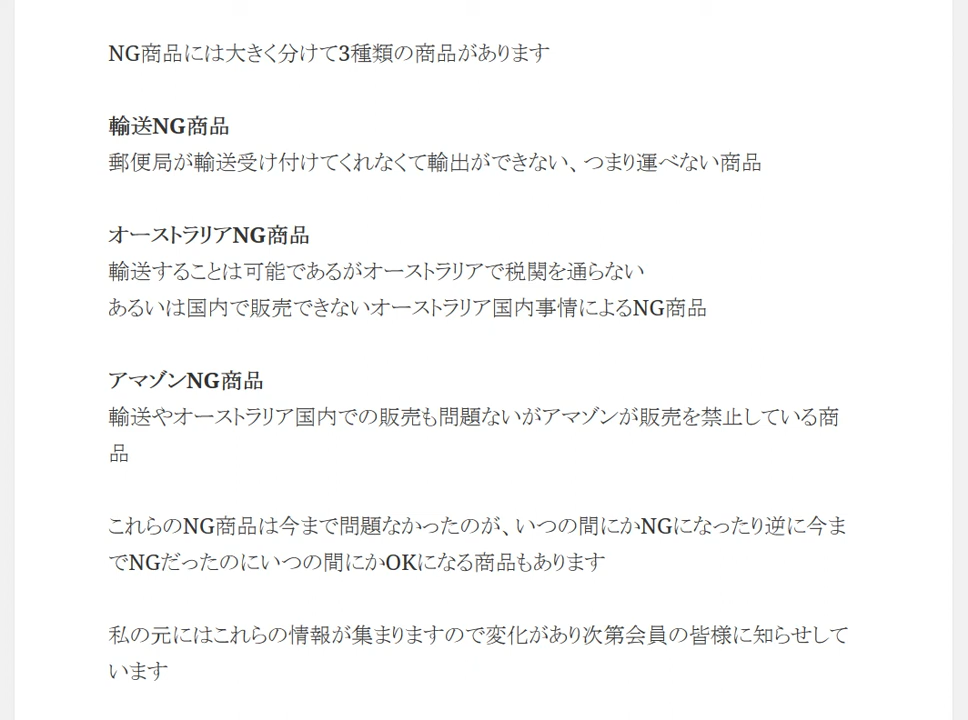 NG商品には大きく分けて3種類の商品があります
輸送NG商品
郵便局が輸送受け付けてくれなくて輸出ができない、つまり運べない商品
オーストラリアNG商品
輸送することは可能であるがオーストラリアで税関を通らない
あるいは国内で販売できないオーストラリア国内事情によるNG商品
アマゾンNG商品
輸送やオーストラリア国内での販売も問題ないがアマゾンが販売を禁止している商
品
これらのNG商品は今まで問題なかったのが、いつの間にかNGになったり逆に今ま
でNGだったのにいつの間にかOKになる商品もあります
私の元にはこれらの情報が集まりますので変化があり次第会員の皆様に知らせして
います